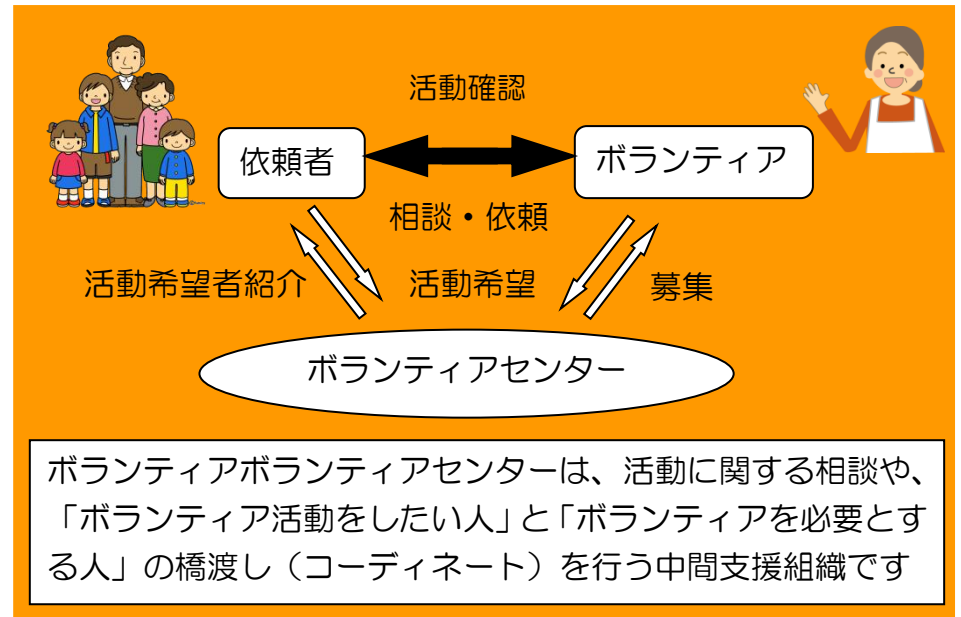 活動確認
依頼者
ボランティア
相談・依頼
活動希望者紹介
活動希望
募集
ボランティアセンター
ボランティアボランティアセンターは、活動に関する相談や、
「ボランティア活動をしたい人」と「ボランティアを必要とす
る人」の橋渡し（コーディネート）を行う中間支援組織です